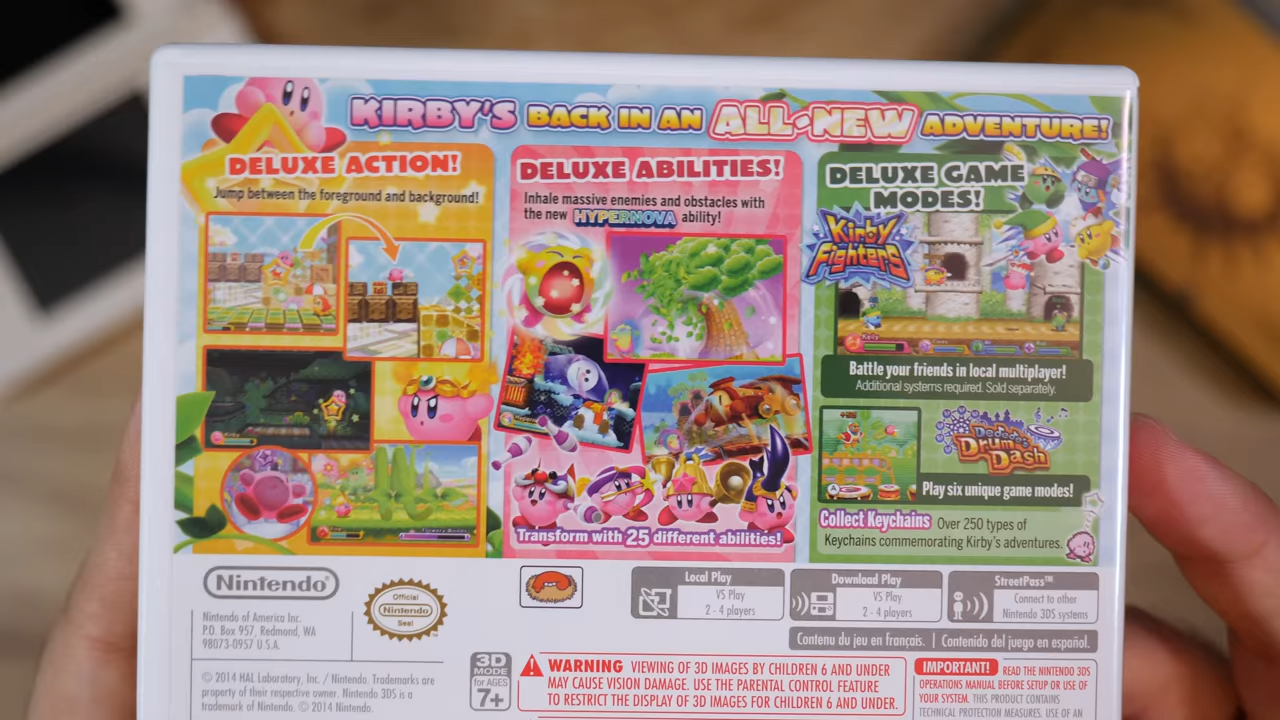 KIRBY'S BACK IN AN ALL-NEW ADVENTURE!
DELUXE ACTION!
Jump between the foreground and background!
DELUXE ABILITIES!
Inhale massive enemies and obstacles with
the new HYPERNOVA ability!
Transform with 25 different abilities!
DELUXE GAME
MODES!
Kirby
Fighters
Battle your friends in local multiplayer!
Additional systems required. Sold separately.
Dedede's
Drum
Dash
Play six unique game modes!
Collect Keychains Over 250 types of
Keychains commemorating Kirby's adventures.
Nintendo®
Nintendo of America Inc.
P.O. Box 957, Redmond, WA
98073-0957 U.S.A.
Official
Nintendo
Seal
Local Play
VS Play
2 - 4 players
Download Play
VS Play
2 - 4 players
StreetPass™
Connect to other
Nintendo 3DS systems
Contenu du jeu en français. | Contenido del juego en español.
© 2014 HAL Laboratory, Inc. / Nintendo. Trademarks are
property of their respective owner. Nintendo 3DS is a
trademark of Nintendo. © 2014 Nintendo.
3D
MODE
for AGES
7+
WARNING VIEWING OF 3D IMAGES BY CHILDREN 6 AND UNDER
MAY CAUSE VISION DAMAGE. USE THE PARENTAL CONTROL FEATURE
TO RESTRICT THE DISPLAY OF 3D IMAGES FOR CHILDREN 6 AND UNDER.
IMPORTANT! READ THE NINTENDO 3DS
OPERATIONS MANUAL BEFORE SETUP OR USE OF
YOUR SYSTEM. THIS PRODUCT CONTAINS
TECHNICAL PROTECTION MEASURES. USE OF AN